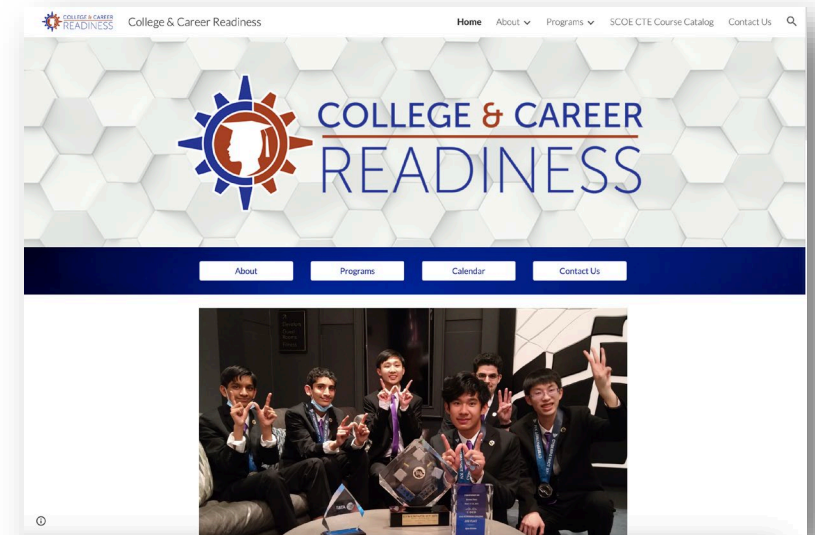 COLLEGE & CAREER
READINESS
College & Career Readiness
Home About Programs SCOE CTE Course Catalog Contact Us
COLLEGE & CAREER
READINESS
About Programs Calendar Contact Us